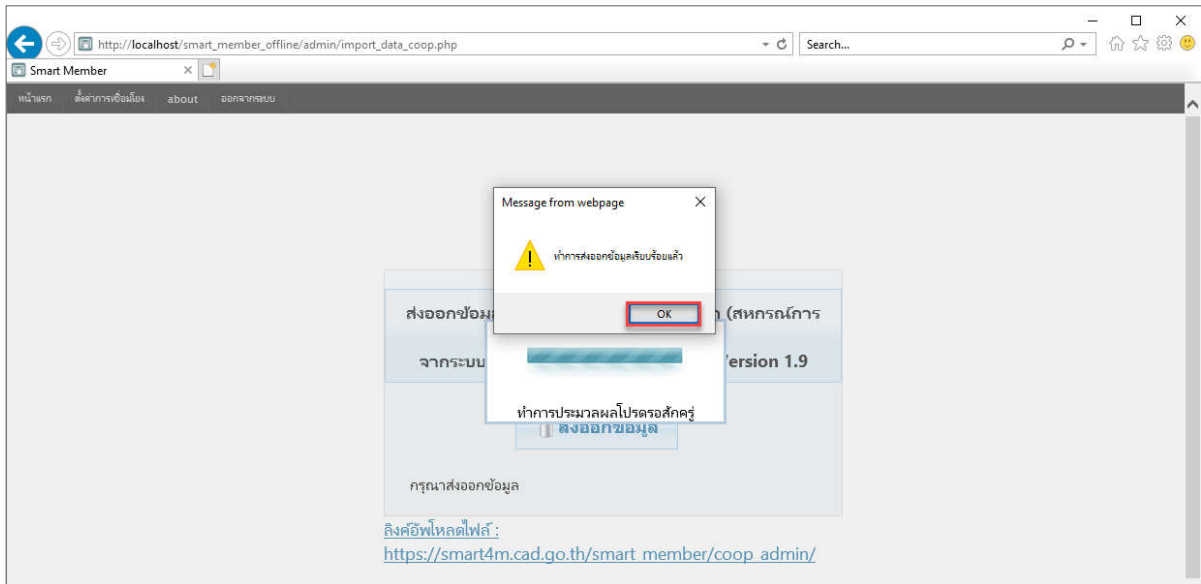 http://localhost/smart_member_offline/admin/import_data_coop.php
Search...
Smart Member
หน้าแรก ตั้งค่าการเชื่อมโยง about ออกจากระบบ
Message from webpage
ทำการส่งออกข้อมูลเรียบร้อยแล้ว
OK
ส่งออกข้อมู (สหกรณ์การ
จากระบบ ersion 1.9
ทำการประมวลผลโปรดรอสักครู่
ส่งออกข้อมูล
กรุณาส่งออกข้อมูล
ลิงค์อัพโหลดไฟล์ :
https://smart4m.cad.go.th/smart_member/coop_admin/